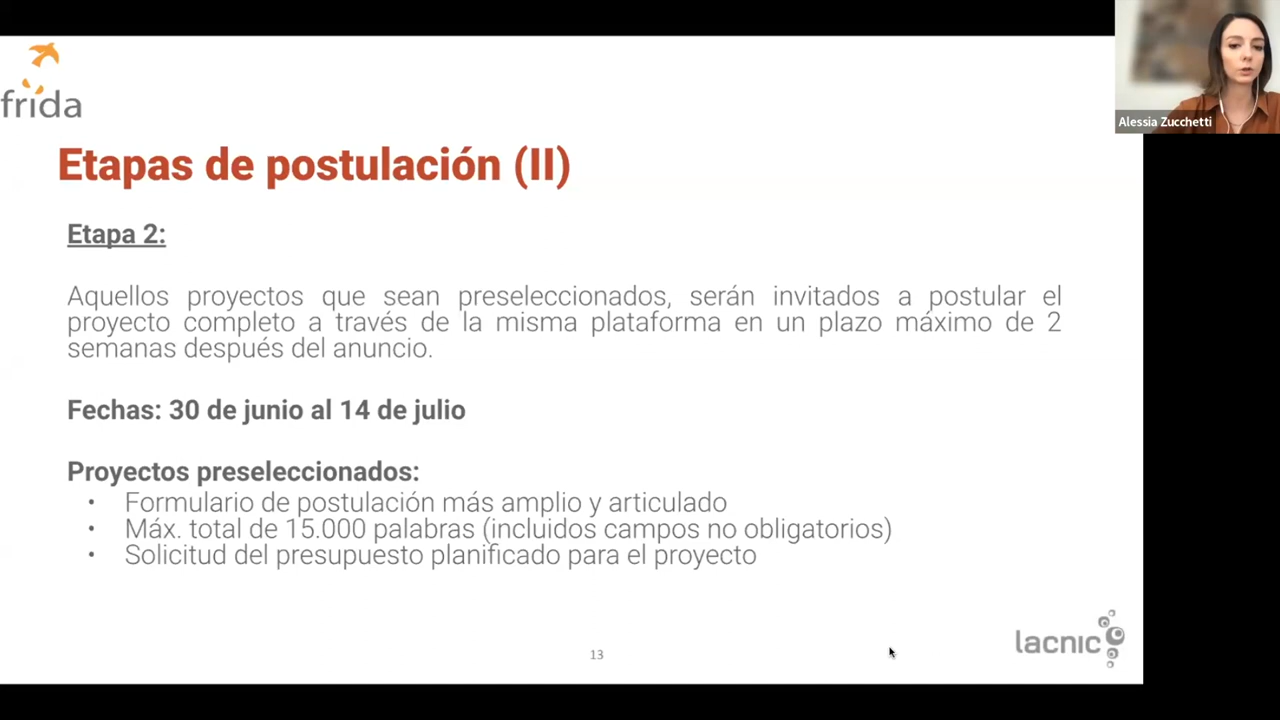 frida
Alessia Zucchetti
Etapas de postulación (II)
Etapa 2:
Aquellos proyectos que sean preseleccionados, serán invitados a postular el
proyecto completo a través de la misma plataforma en un plazo máximo de 2
semanas después del anuncio.
Fechas: 30 de junio al 14 de julio
Proyectos preseleccionados:
• Formulario de postulación más amplio y articulado
• Máx. total de 15.000 palabras (incluidos campos no obligatorios)
• Solicitud del presupuesto planificado para el proyecto
13
lacnic